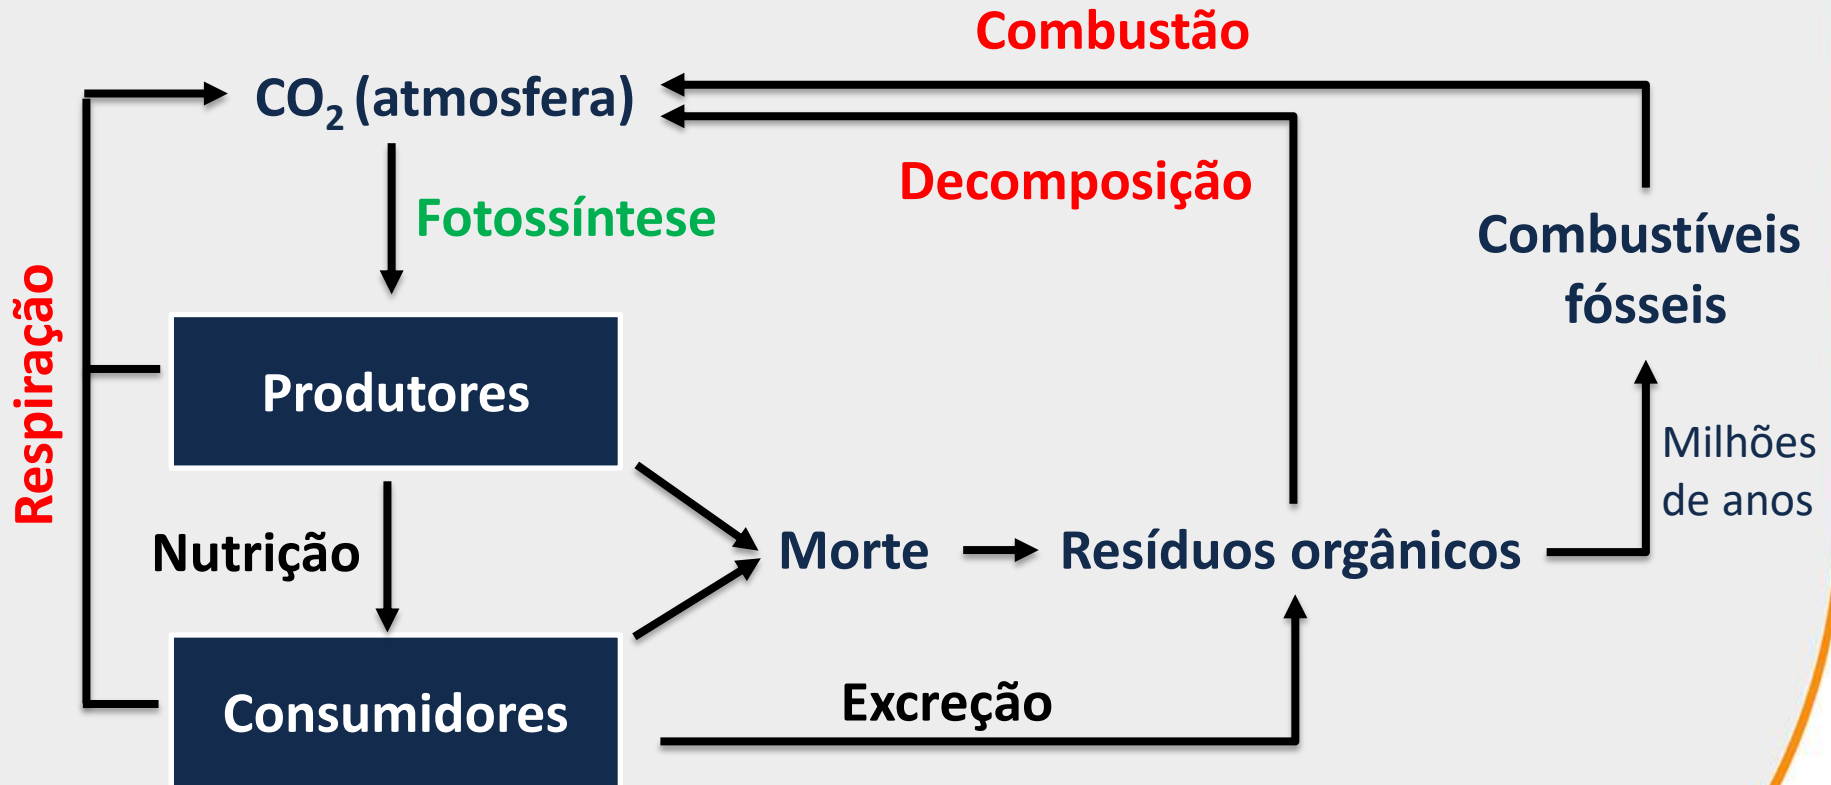 Combustão
CO₂ (atmosfera)
Decomposição
Fotossíntese
Combustíveis
fósseis
Respiração
Produtores
Milhões
de anos
Nutrição
Morte
Resíduos orgânicos
Excreção
Consumidores